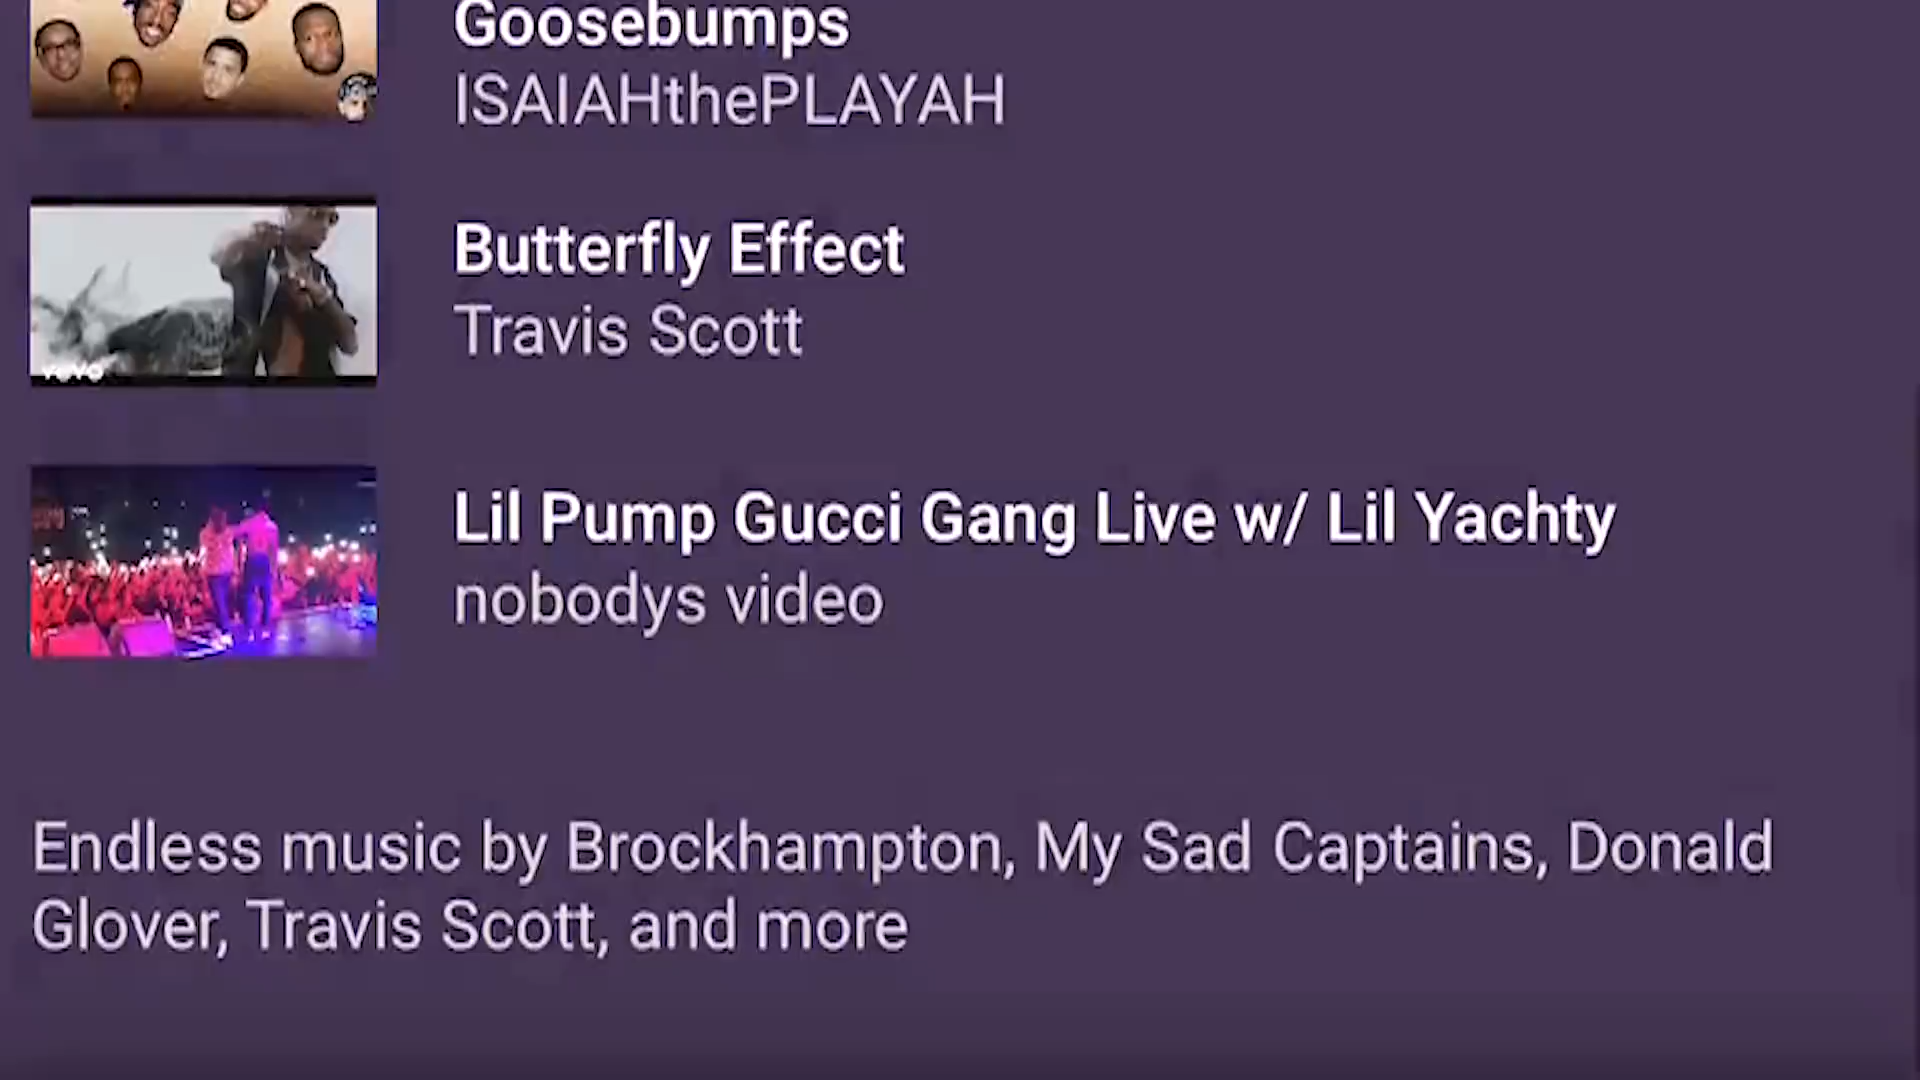 Goosebumps
ISAIAHthePLAYAH
Butterfly Effect
Travis Scott
vevo
Lil Pump Gucci Gang Live w/ Lil Yachty
nobodys video
Endless music by Brockhampton, My Sad Captains, Donald
Glover, Travis Scott, and more